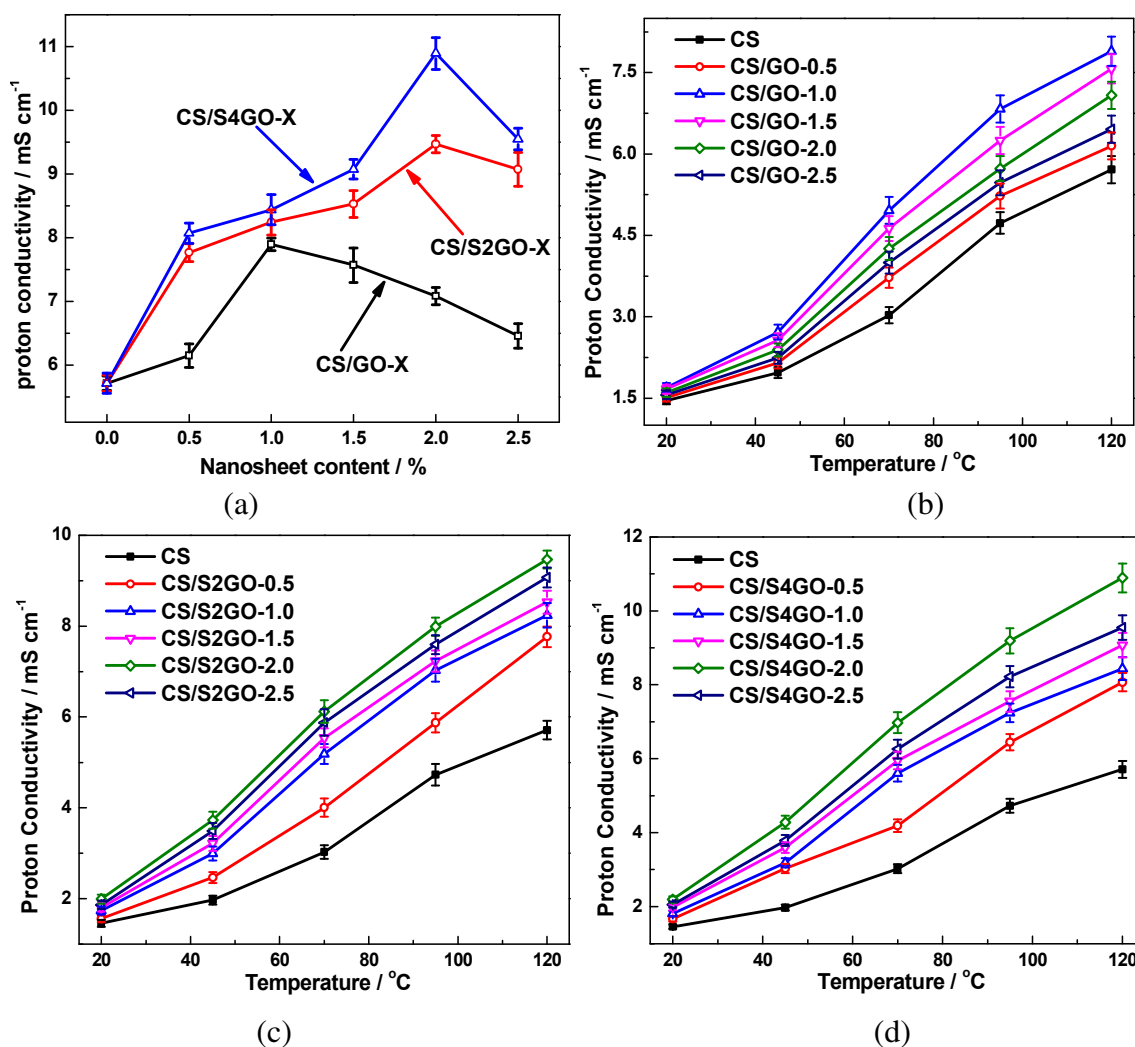 11
10
9
8
7
6
proton conductivity / mS cm⁻¹
CS/S4GO-X
CS/S2GO-X
CS/GO-X
0.0 0.5 1.0 1.5 2.0 2.5
Nanosheet content / %
(a)
CS
CS/GO-0.5
CS/GO-1.0
CS/GO-1.5
CS/GO-2.0
CS/GO-2.5
7.5
6.0
4.5
3.0
1.5
Proton Conductivity / mS cm⁻¹
20 40 60 80 100 120
Temperature / °C
(b)
10
8
6
4
2
Proton Conductivity / mS cm⁻¹
CS
CS/S2GO-0.5
CS/S2GO-1.0
CS/S2GO-1.5
CS/S2GO-2.0
CS/S2GO-2.5
20 40 60 80 100 120
Temperature / °C
(c)
12
10
8
6
4
2
Proton Conductivity / mS cm⁻¹
CS
CS/S4GO-0.5
CS/S4GO-1.0
CS/S4GO-1.5
CS/S4GO-2.0
CS/S4GO-2.5
20 40 60 80 100 120
Temperature / °C
(d)